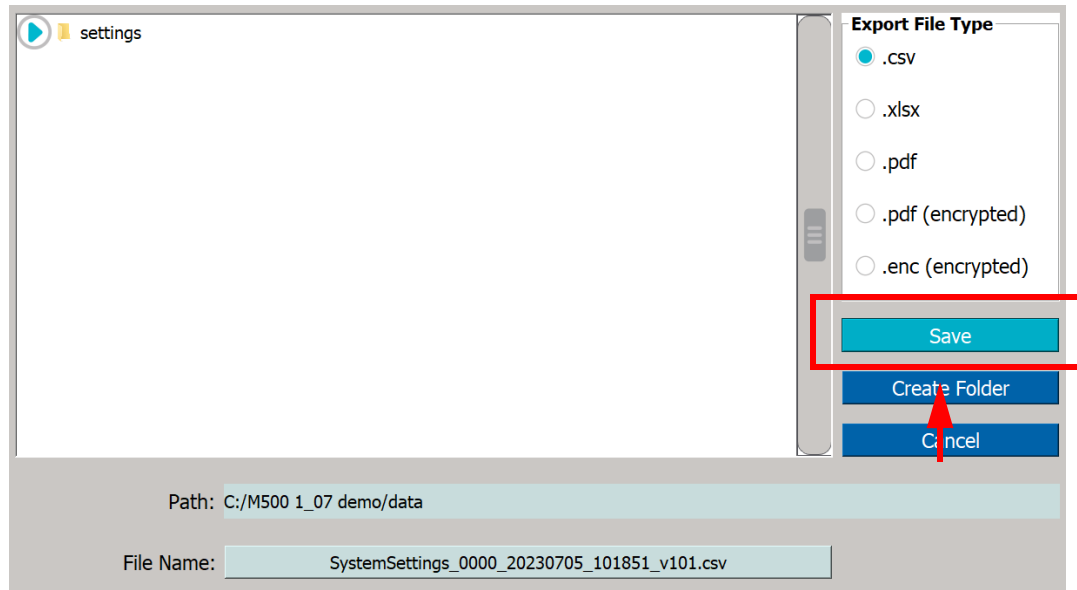 settings
Export File Type
.csv
.xlsx
.pdf
.pdf (encrypted)
.enc (encrypted)
Save
Create Folder
Cancel
Path: C:/M500 1_07 demo/data
File Name: SystemSettings_0000_20230705_101851_v101.csv